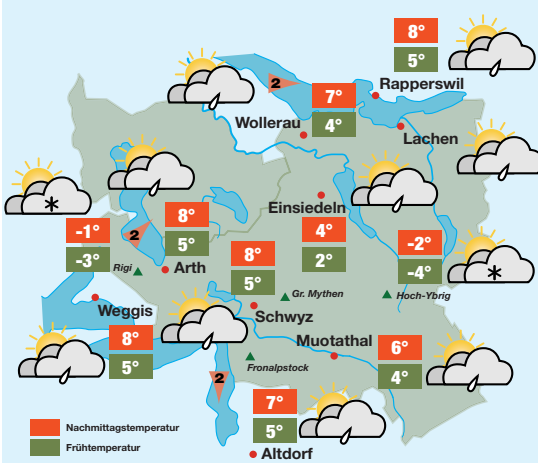 8°
5°
Rapperswil
2
7°
4°
Wollerau
Lachen
Einsiedeln
4°
2°
8°
5°
Arth
2
-1°
-3°
Rigi
8°
5°
Gr. Mythen
Schwyz
-2°
-4°
Hoch-Ybrig
Weggis
8°
5°
Muotathal
6°
4°
Fronalpstock
2
7°
5°
Altdorf
Nachmittagstemperatur
Frühtemperatur